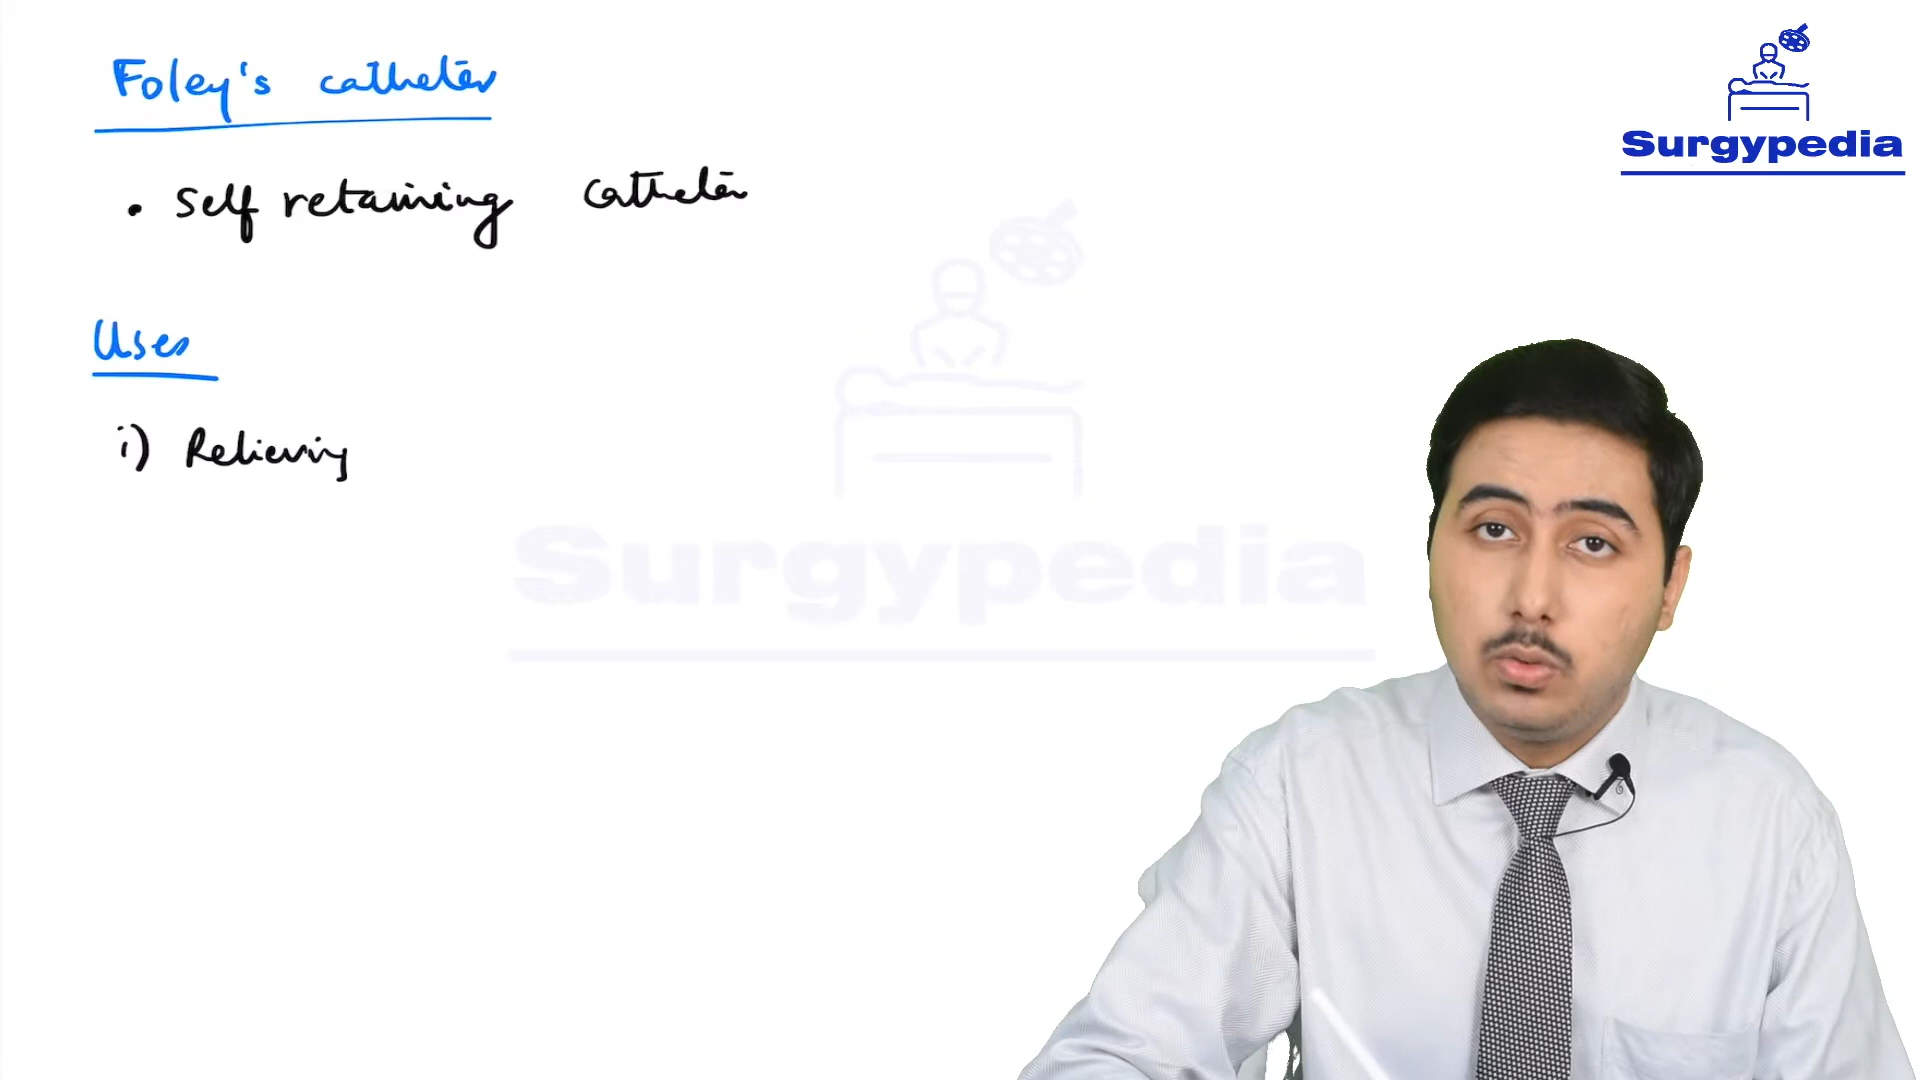 Foley's catheter
Surgypedia
• Self retaining catheter
Uses
i) Relieving
Surgypedia